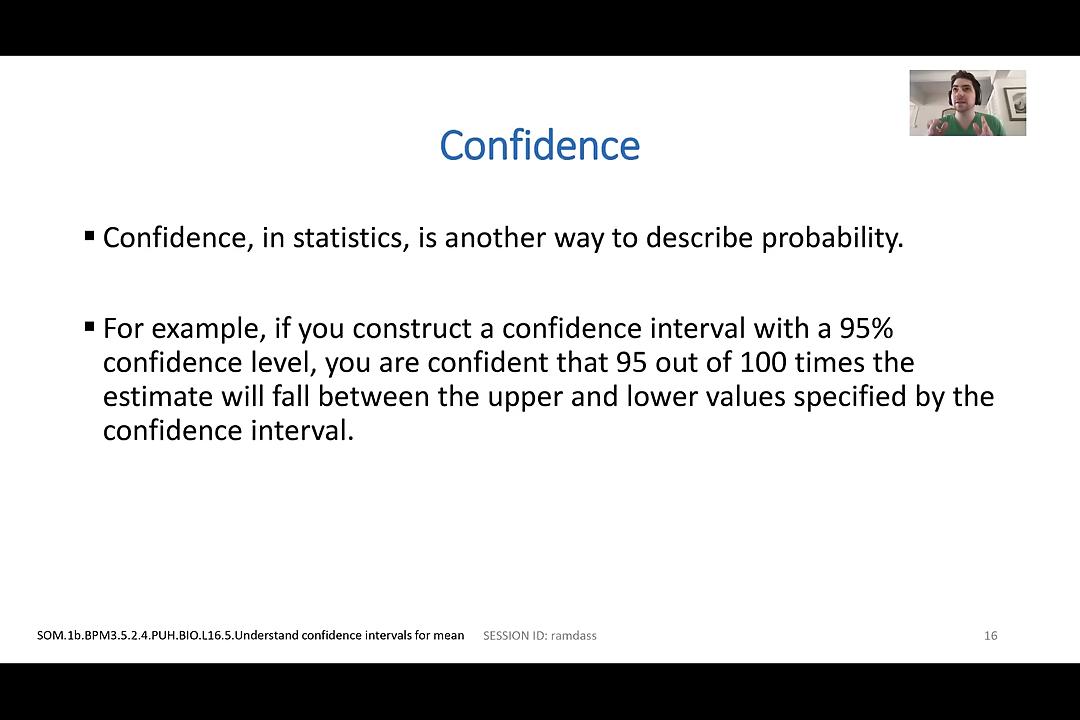 Confidence
▪ Confidence, in statistics, is another way to describe probability.
▪ For example, if you construct a confidence interval with a 95%
confidence level, you are confident that 95 out of 100 times the
estimate will fall between the upper and lower values specified by the
confidence interval.
SOM.1b.BPM3.5.2.4.PUH.BIO.L16.5.Understand confidence intervals for mean SESSION ID: ramdass 16